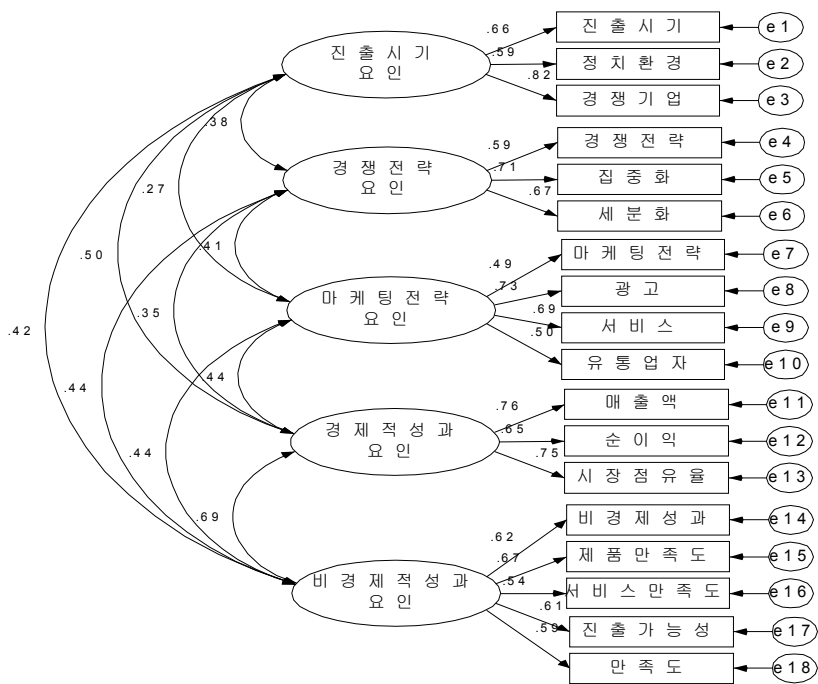 .66
진 출 시 기
e1
진 출 시 기
요 인
.59
정 치 환 경
e2
.82
경 쟁 기 업
e3
.38
.59
경 쟁 전 략
e4
경 쟁 전 략
요 인
.71
집 중 화
e5
.27
.67
세 분 화
e6
.50
.41
.49
마 케 팅 전 략
e7
마 케 팅 전 략
요 인
.73
광 고
e8
.42
.35
.69
서 비 스
e9
.50
유 통 업 자
e10
.44
.44
.76
매 출 액
e11
경 제 적 성 과
요 인
.65
순 이 익
e12
.44
.75
시 장 점 유 율
e13
.69
.62
비 경 제 성 과
e14
.67
제 품 만 족 도
e15
비 경 제 적 성 과
요 인
.54
서 비 스 만 족 도
e16
.61
진 출 가 능 성
e17
.59
만 족 도
e18